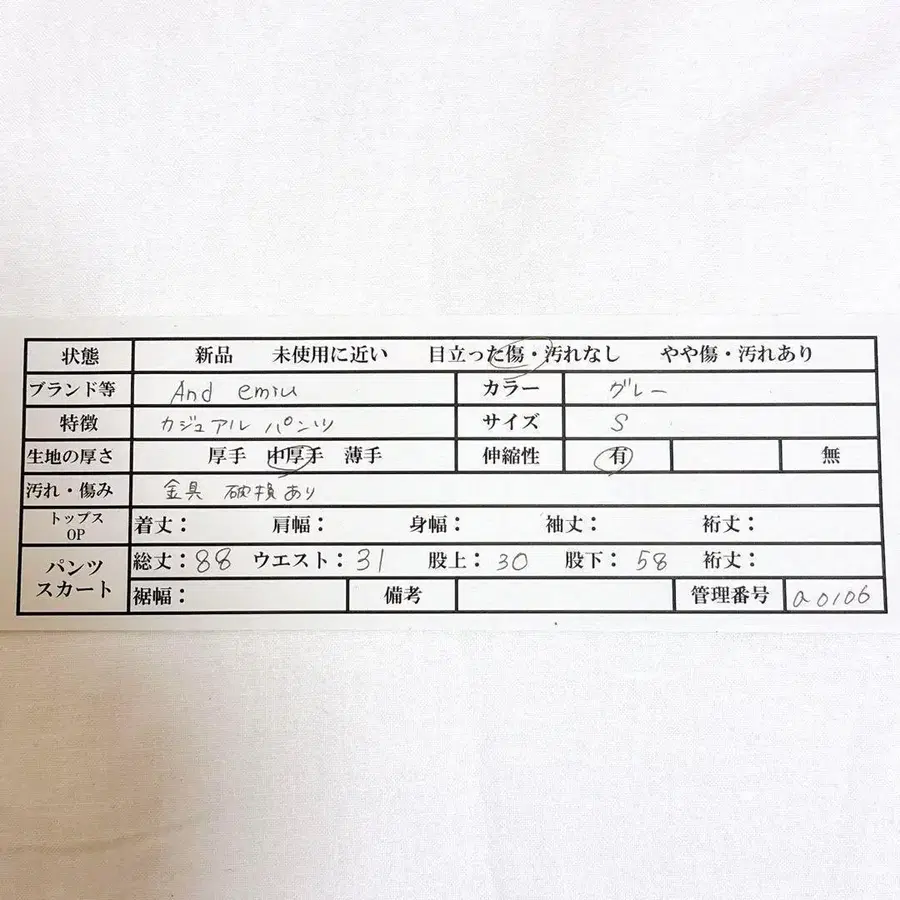 状態 新品 未使用に近い 目立った傷・汚れなし やや傷・汚れあり
ブランド等 And emiu カラー グレー
特徴 カジュアル パンツ サイズ S
生地の厚さ 厚手 中厚手 薄手 伸縮性 有 無
汚れ・傷み 金具 破損あり
トップス OP 着丈： 肩幅： 身幅： 袖丈： 裄丈：
パンツ スカート 総丈：88 ウエスト：31 股上：30 股下：58 裄丈：
裾幅： 備考 管理番号 a0106